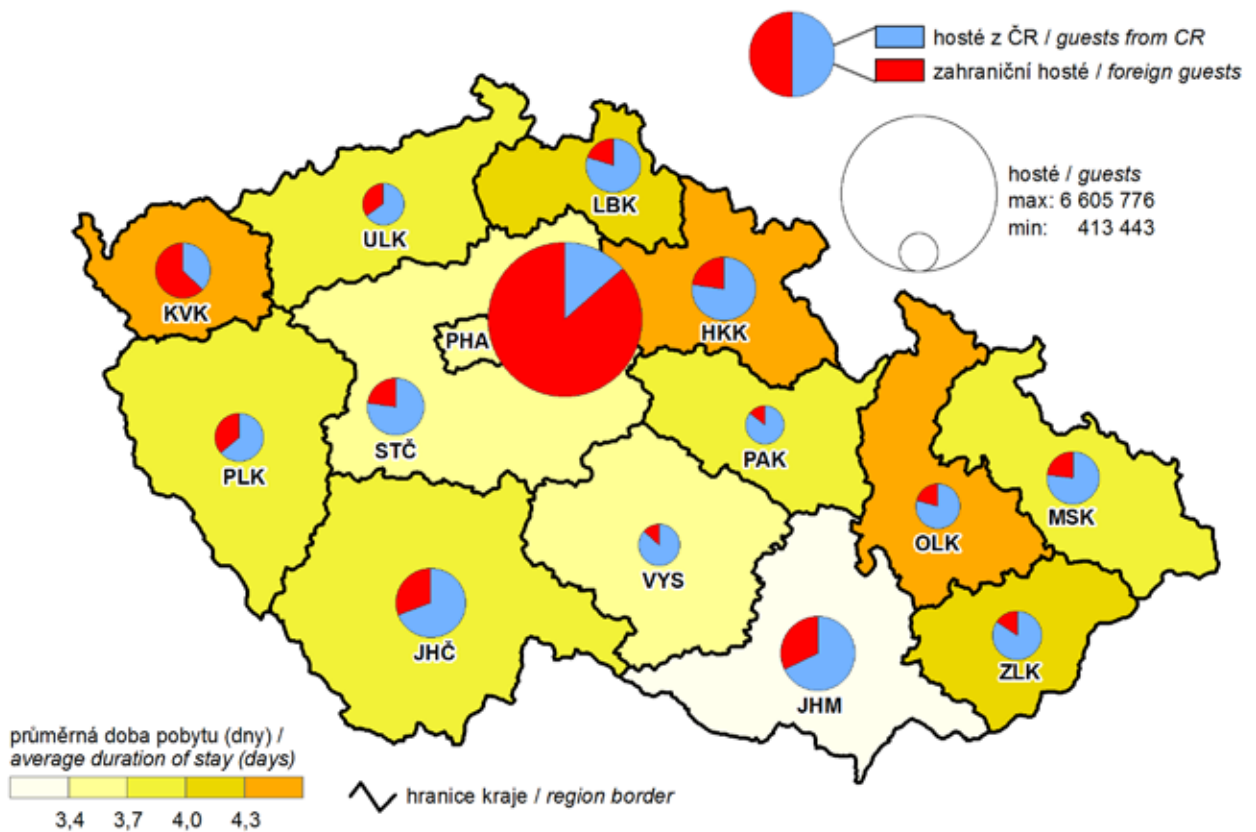 hosté z ČR / guests from CR
zahraniční hosté / foreign guests
hosté / guests
max: 6 605 776
min: 413 443
LBK
ULK
KVK
HKK
PHA
STČ
PAK
PLK
MSK
OLK
VYS
JHČ
ZLK
JHM
průměrná doba pobytu (dny) /
average duration of stay (days)
3,4 3,7 4,0 4,3
hranice kraje / region border